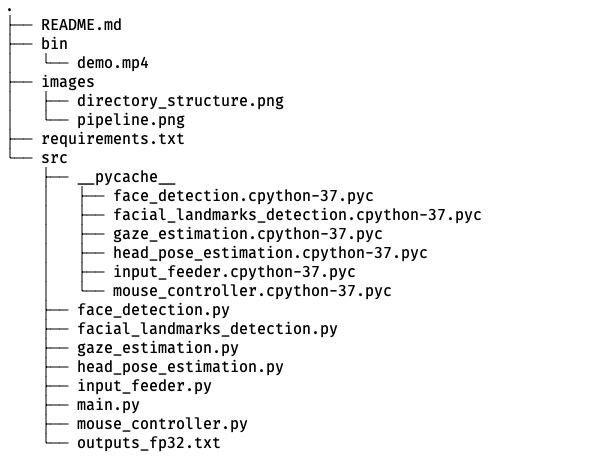 .
├── README.md
├── bin
│   └── demo.mp4
├── images
│   ├── directory_structure.png
│   └── pipeline.png
├── requirements.txt
└── src
    ├── __pycache__
    │   ├── face_detection.cpython-37.pyc
    │   ├── facial_landmarks_detection.cpython-37.pyc
    │   ├── gaze_estimation.cpython-37.pyc
    │   ├── head_pose_estimation.cpython-37.pyc
    │   ├── input_feeder.cpython-37.pyc
    │   └── mouse_controller.cpython-37.pyc
    ├── face_detection.py
    ├── facial_landmarks_detection.py
    ├── gaze_estimation.py
    ├── head_pose_estimation.py
    ├── input_feeder.py
    ├── main.py
    ├── mouse_controller.py
    └── outputs_fp32.txt